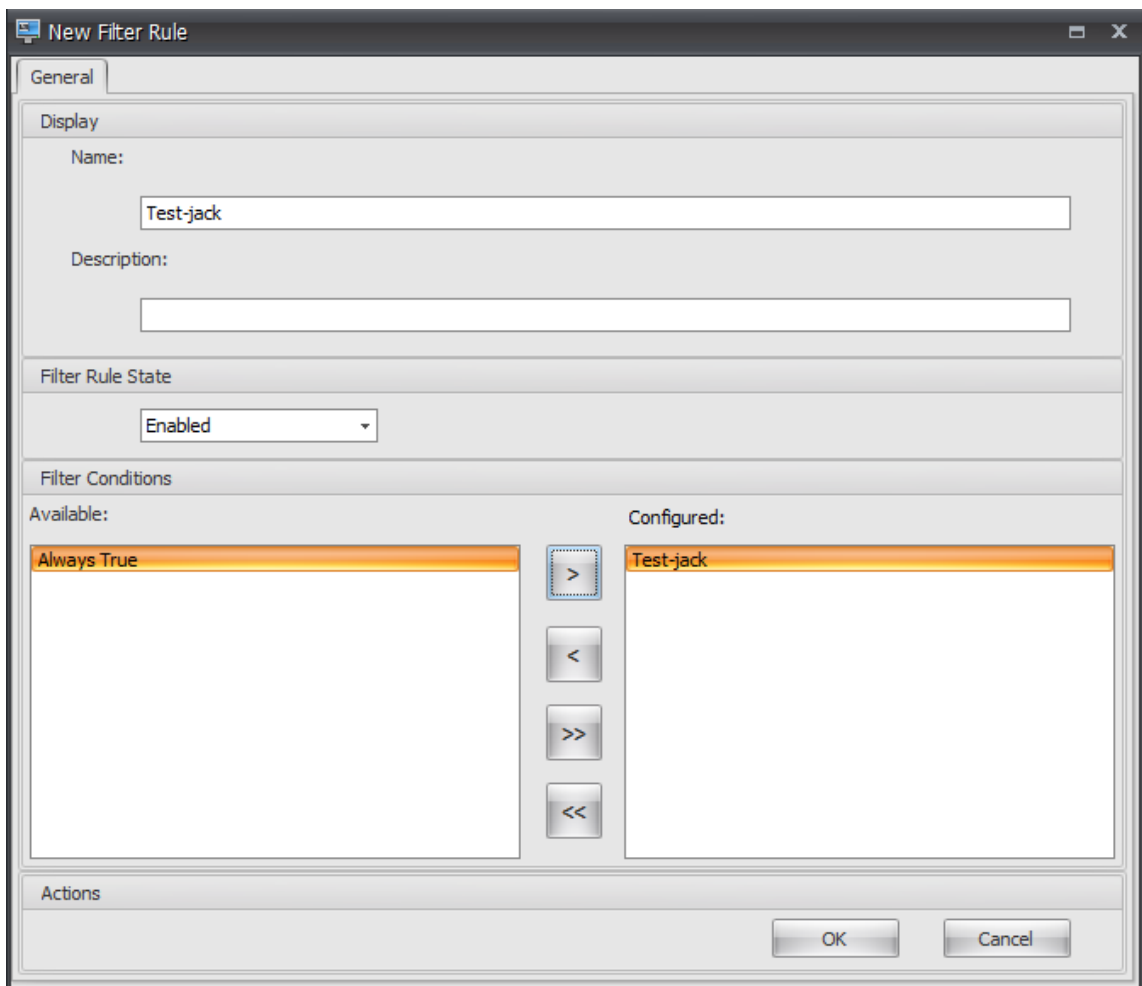 New Filter Rule
General
Display
Name:
Test-jack
Description:
Filter Rule State
Enabled
Filter Conditions
Available:
Configured:
Always True
>
Test-jack
<
>>
<<
Actions
OK
Cancel